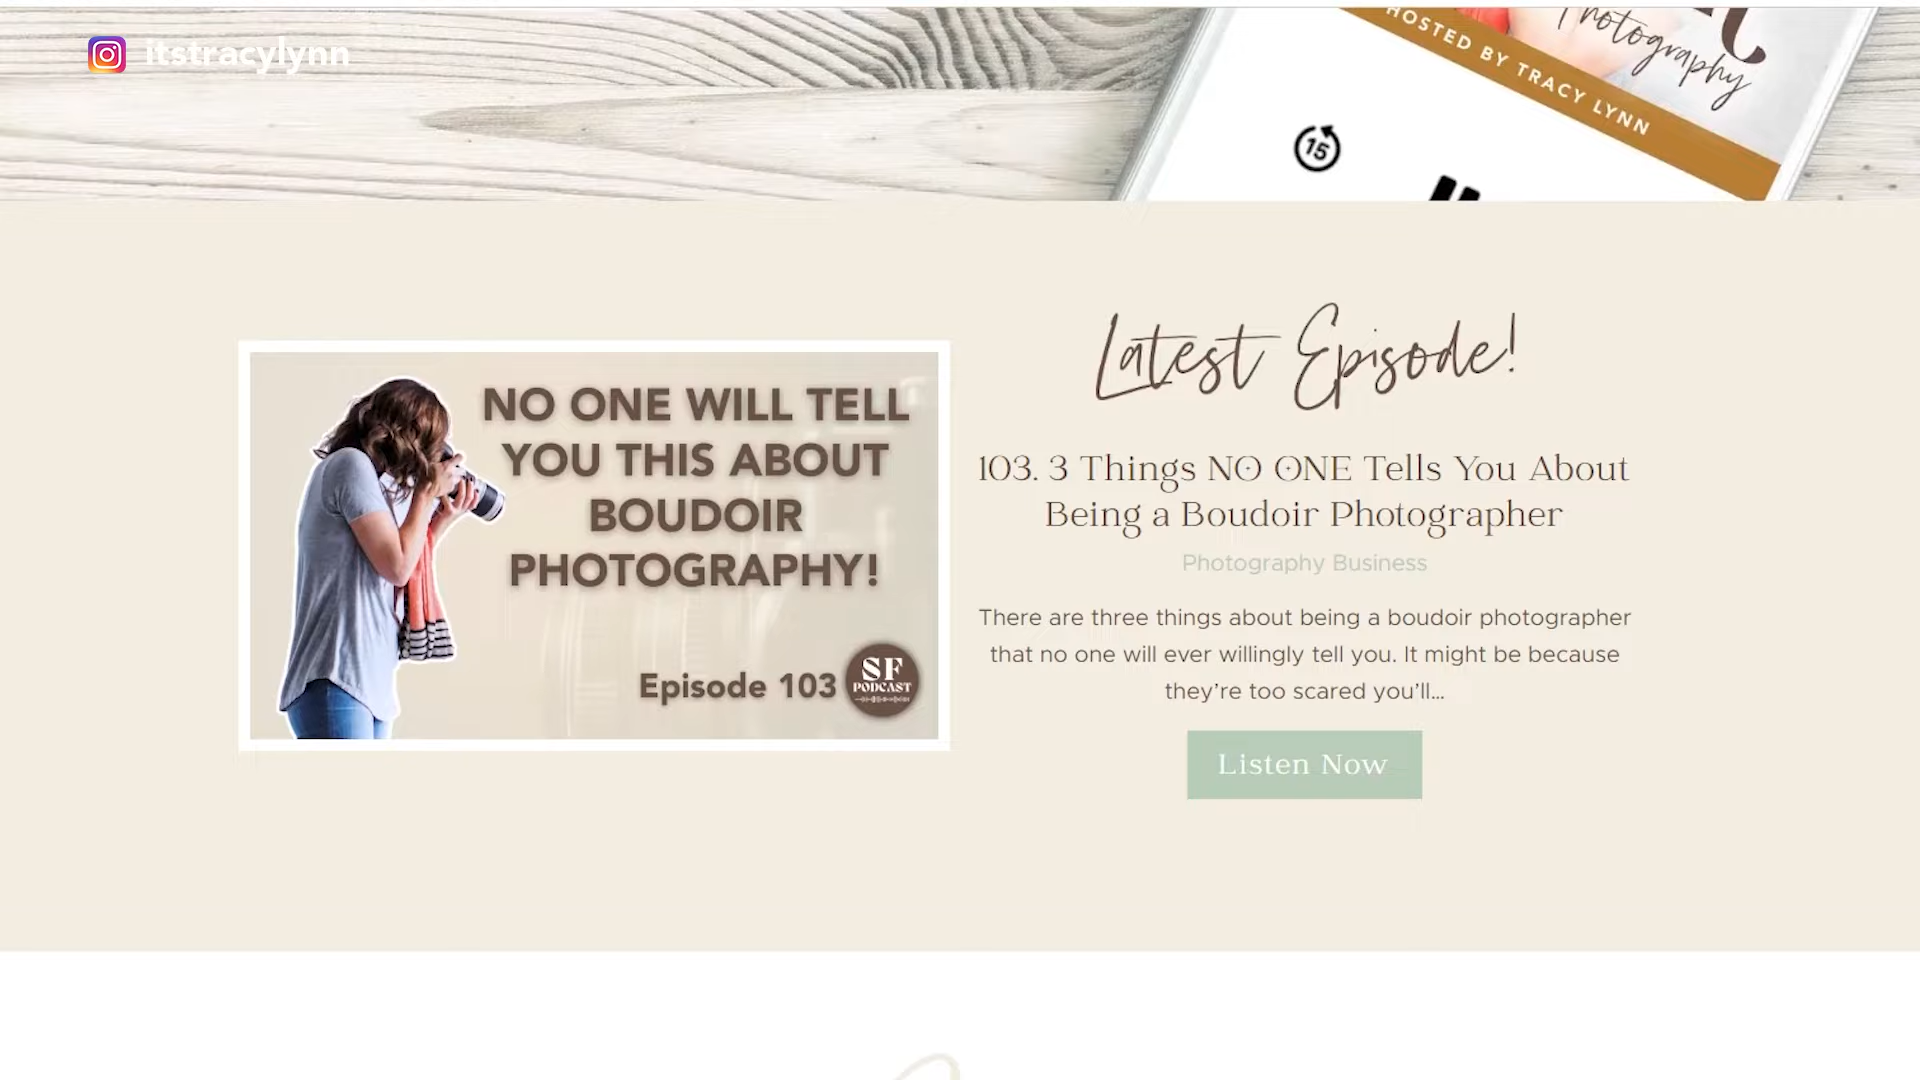 itstracylynn
Photography
HOSTED BY TRACY LYNN
15
Latest Episode!
NO ONE WILL TELL
YOU THIS ABOUT
BOUDOIR
PHOTOGRAPHY!
Episode 103
SF
PODCAST
103. 3 Things NO ONE Tells You About
Being a Boudoir Photographer
Photography Business
There are three things about being a boudoir photographer
that no one will ever willingly tell you. It might be because
they’re too scared you’ll…
Listen Now